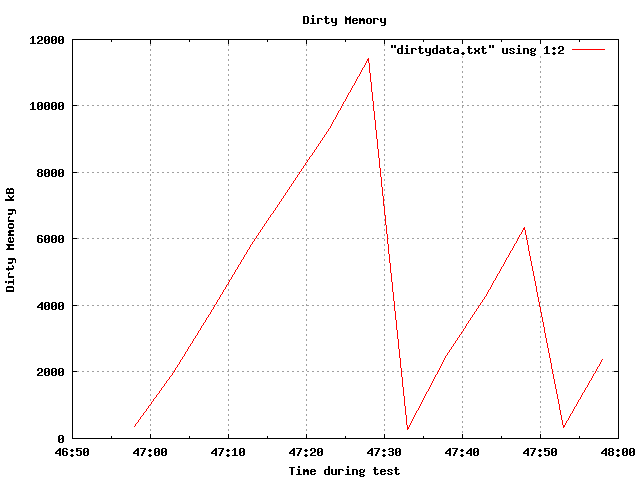 Dirty Memory
"dirtydata.txt" using 1:2
12000
10000
8000
6000
4000
2000
0
Dirty Memory kB
46:50 47:00 47:10 47:20 47:30 47:40 47:50 48:00
Time during test